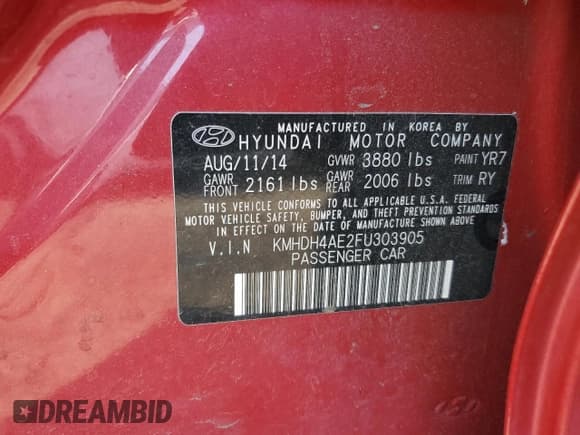 MANUFACTURED IN KOREA BY
HYUNDAI MOTOR COMPANY
AUG/11/14 GVWR 3880 lbs PAINT YR7
GAWR FRONT 2161 lbs GAWR REAR 2006 lbs TRIM RY
THIS VEHICLE CONFORMS TO ALL APPLICABLE U.S.A. FEDERAL
MOTOR VEHICLE SAFETY, BUMPER, AND THEFT PREVENTION STANDARDS
IN EFFECT ON THE DATE OF MANUFACTURE SHOWN ABOVE.
V.I.N KMHDH4AE2FU303905
PASSENGER CAR
DREAMBID